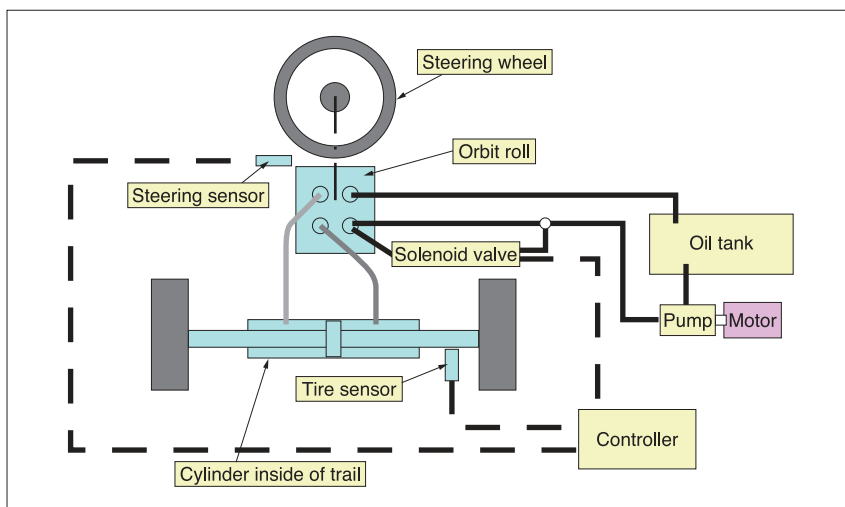 Steering wheel
Orbit roll
Steering sensor
Solenoid valve
Oil tank
Pump
Motor
Tire sensor
Controller
Cylinder inside of trail